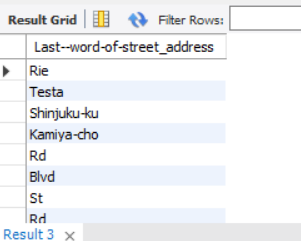 Result Grid Filter Rows:
Last--word-of-street_address
Rie
Testa
Shinjuku-ku
Kamiya-cho
Rd
Blvd
St
Rd
Result 3 ×